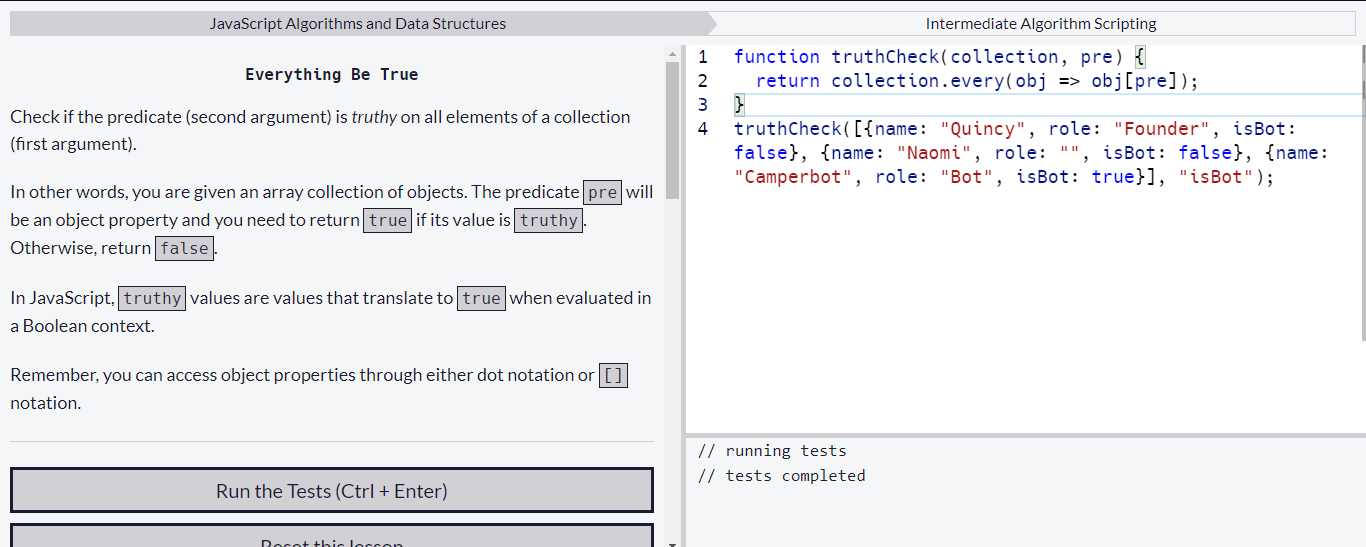 JavaScript Algorithms and Data Structures
Intermediate Algorithm Scripting
Everything Be True
Check if the predicate (second argument) is truthy on all elements of a collection
(first argument).
In other words, you are given an array collection of objects. The predicate pre will
be an object property and you need to return true if its value is truthy.
Otherwise, return false.
In JavaScript, truthy values are values that translate to true when evaluated in
a Boolean context.
Remember, you can access object properties through either dot notation or []
notation.
Run the Tests (Ctrl + Enter)
Reset this lesson
1 function truthCheck(collection, pre) {
2 return collection.every(obj => obj[pre]);
3 }
4 truthCheck([{name: "Quincy", role: "Founder", isBot:
false}, {name: "Naomi", role: "", isBot: false}, {name:
"Camperbot", role: "Bot", isBot: true}], "isBot");
// running tests
// tests completed